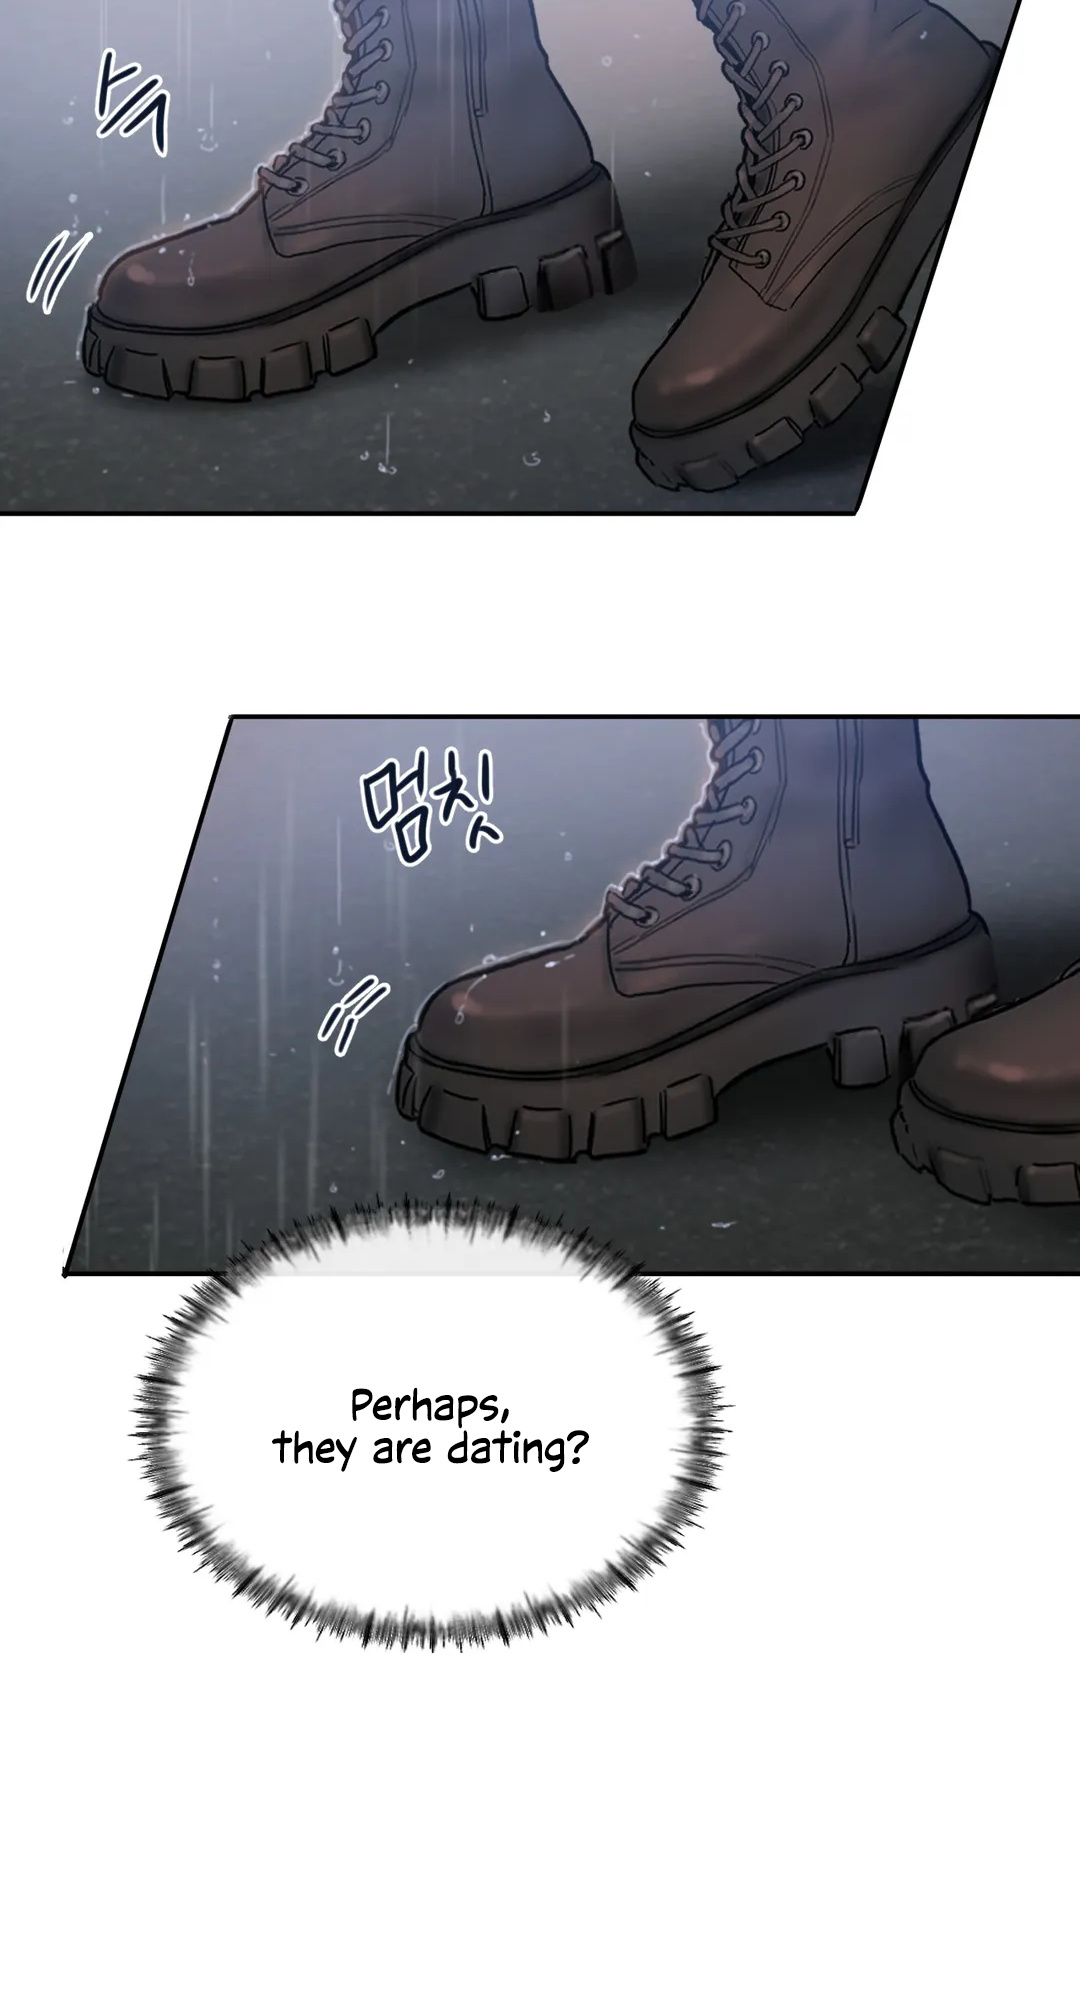 멈칫
Perhaps,
they are dating?